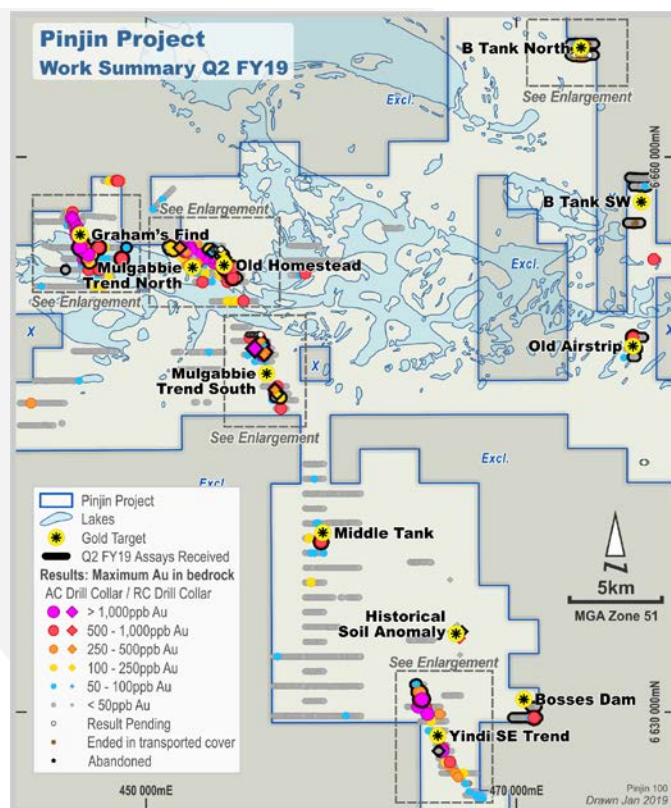 Pinjin Project
Work Summary Q2 FY19
B Tank North
See Enlargement
Excl.
Excl.
6 660 000mN
B Tank SW
See Enlargement
Graham's Find
Mulgabbie
Trend North
Old Homestead
See Enlargement
X
X
X
Old Airstrip
Mulgabbie
Trend South
See Enlargement
Excl.
Excl.
Pinjin Project
Lakes
Gold Target
Q2 FY19 Assays Received
Results: Maximum Au in bedrock
AC Drill Collar / RC Drill Collar
> 1,000ppb Au
500 - 1,000ppb Au
250 - 500ppb Au
100 - 250ppb Au
50 - 100ppb Au
< 50ppb Au
Result Pending
Ended in transported cover
Abandoned
Middle Tank
N
5km
MGA Zone 51
Historical
Soil Anomaly
See Enlargement
Bosses Dam
6 630 000mN
Yindi SE Trend
450 000mE
470 000mE
Pinjin 100
Drawn Jan 2019